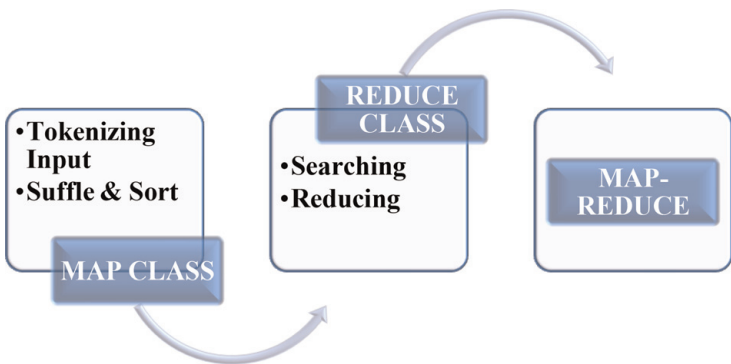 •Tokenizing
Input
•Suffle & Sort
MAP CLASS
REDUCE
CLASS
•Searching
•Reducing
MAP-
REDUCE